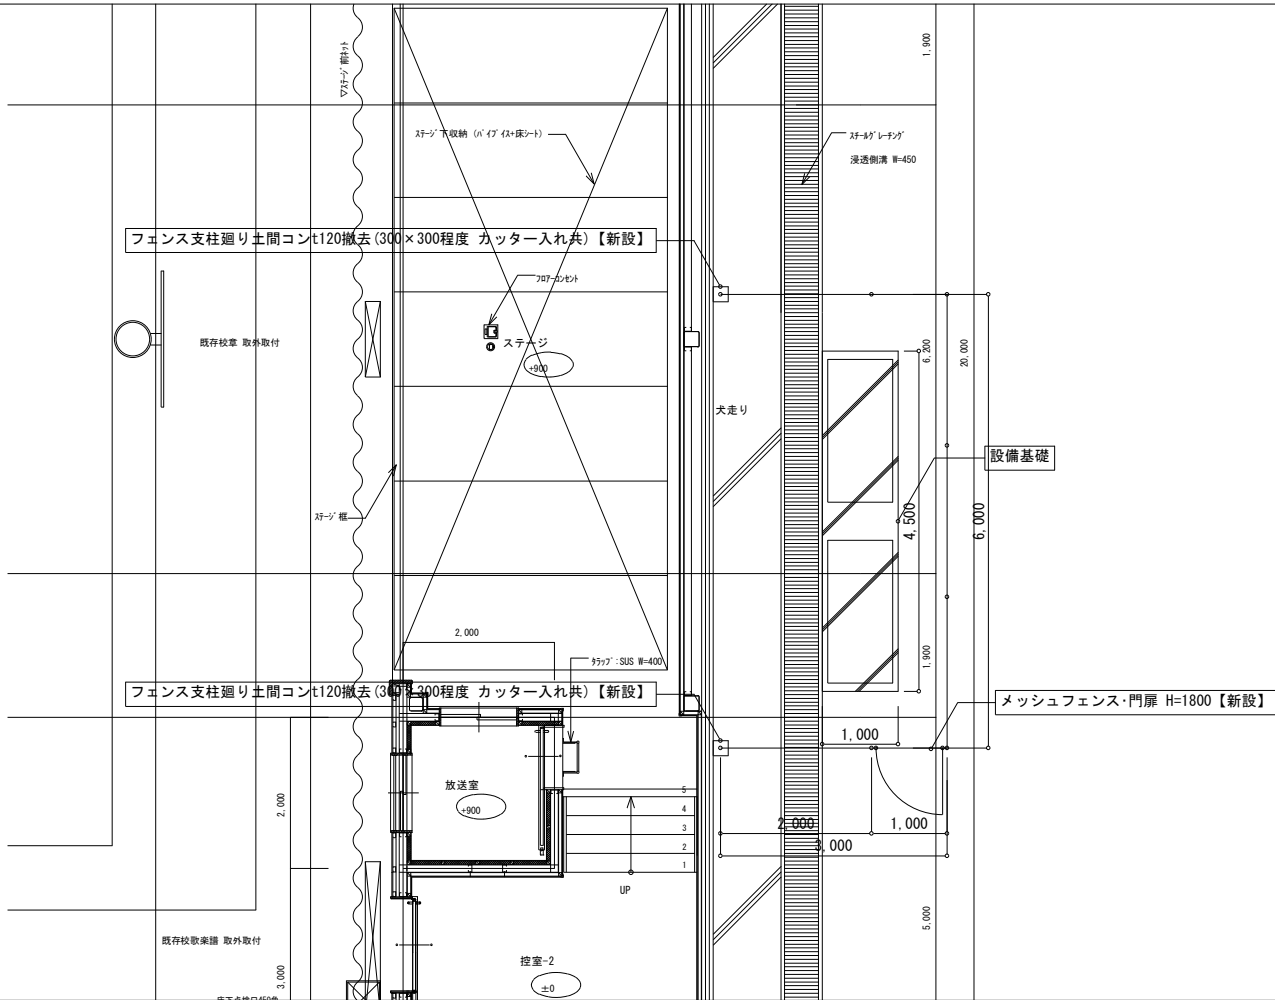 ▽ｽﾃｰｼﾞ前ﾈｯﾄ
1,900
ｽﾃｰｼﾞ下収納 (ﾊﾟｲﾌﾟｲｽ+床ｼｰﾄ)
ｽﾁｰﾙｸﾞﾚｰﾁﾝｸﾞ
浸透側溝 W=450
フェンス支柱廻り土間コンt120撤去(300×300程度 カッター入れ共)【新設】
ﾌﾛｱｰｺﾝｾﾝﾄ
既存校章 取外取付
ステージ
+900
6,200
20,000
犬走り
設備基礎
4,500
6,000
ｽﾃｰｼﾞ框
2,000
ﾀﾗｯﾌﾟ:SUS W=400
1,900
フェンス支柱廻り土間コンt120撤去(300×300程度 カッター入れ共)【新設】
メッシュフェンス･門扉 H=1800【新設】
1,000
放送室
+900
2,000
5
4
3
2
1
UP
2,000
1,000
3,000
5,000
既存校歌楽譜 取外取付
控室-2
±0
3,000
床下点検口450角